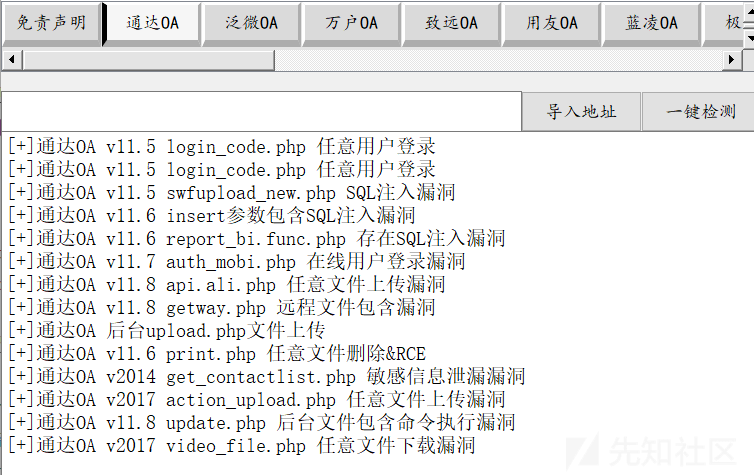 免责声明 通达OA 泛微OA 万户OA 致远OA 用友OA 蓝凌OA 极
导入地址 一键检测
[+]通达OA v11.5 login_code.php 任意用户登录
[+]通达OA v11.5 login_code.php 任意用户登录
[+]通达OA v11.5 swfupload_new.php SQL注入漏洞
[+]通达OA v11.6 insert参数包含SQL注入漏洞
[+]通达OA v11.6 report_bi.func.php 存在SQL注入漏洞
[+]通达OA v11.7 auth_mobi.php 在线用户登录漏洞
[+]通达OA v11.8 api.ali.php 任意文件上传漏洞
[+]通达OA v11.8 getway.php 远程文件包含漏洞
[+]通达OA 后台upload.php文件上传
[+]通达OA v11.6 print.php 任意文件删除&RCE
[+]通达OA v2014 get_contactlist.php 敏感信息泄漏漏洞
[+]通达OA v2017 action_upload.php 任意文件上传漏洞
[+]通达OA v11.8 update.php 后台文件包含命令执行漏洞
[+]通达OA v2017 video_file.php 任意文件下载漏洞
先知社区